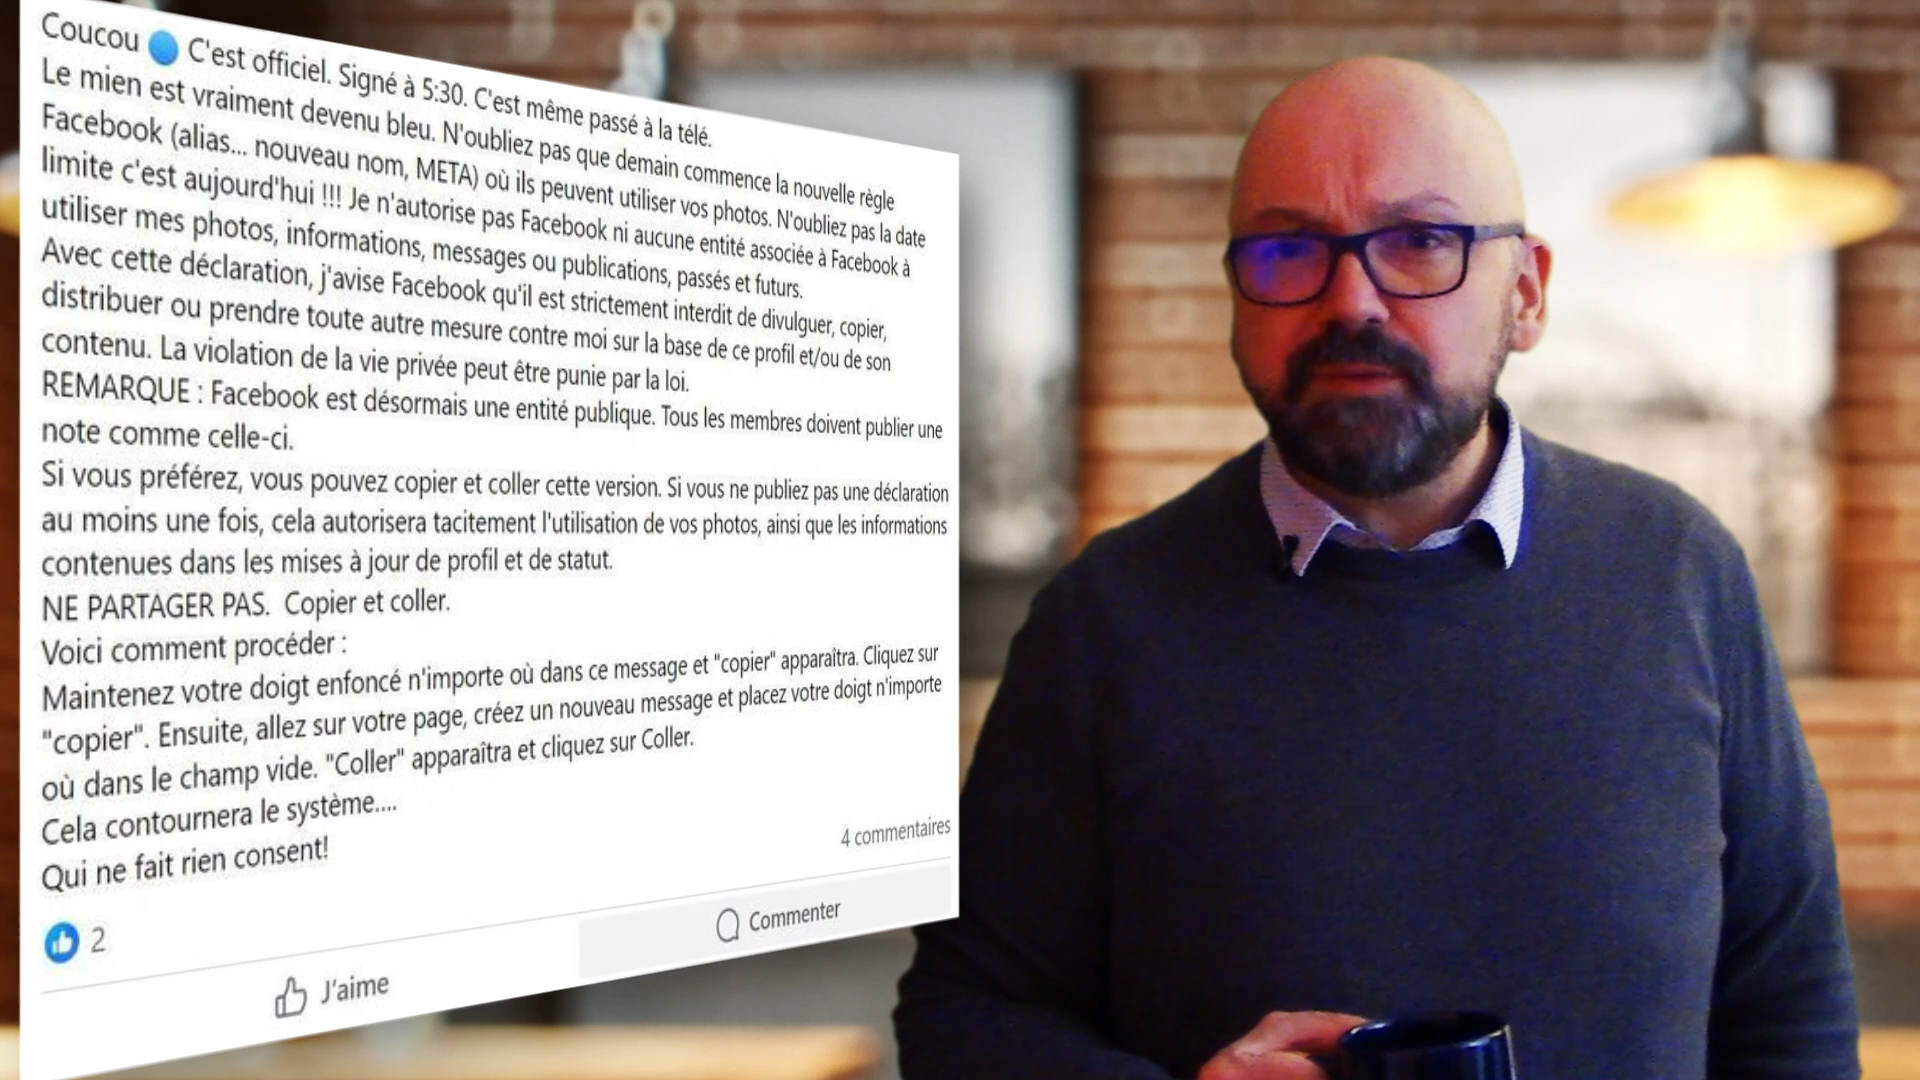 Coucou 🔵 C'est officiel. Signé à 5:30. C'est même passé à la télé.
Le mien est vraiment devenu bleu. N'oubliez pas que demain commence la nouvelle règle
Facebook (alias... nouveau nom, META) où ils peuvent utiliser vos photos. N'oubliez pas la date
limite c'est aujourd'hui !!! Je n'autorise pas Facebook ni aucune entité associée à Facebook à
utiliser mes photos, informations, messages ou publications, passés et futurs.
Avec cette déclaration, j'avise Facebook qu'il est strictement interdit de divulguer, copier,
distribuer ou prendre toute autre mesure contre moi sur la base de ce profil et/ou de son
contenu. La violation de la vie privée peut être punie par la loi.
REMARQUE : Facebook est désormais une entité publique. Tous les membres doivent publier une
note comme celle-ci.
Si vous préférez, vous pouvez copier et coller cette version. Si vous ne publiez pas une déclaration
au moins une fois, cela autorisera tacitement l'utilisation de vos photos, ainsi que les informations
contenues dans les mises à jour de profil et de statut.
NE PARTAGER PAS.  Copier et coller.
Voici comment procéder :
Maintenez votre doigt enfoncé n'importe où dans ce message et "copier" apparaîtra. Cliquez sur
"copier". Ensuite, allez sur votre page, créez un nouveau message et placez votre doigt n'importe
où dans le champ vide. "Coller" apparaîtra et cliquez sur Coller.
Cela contournera le système....
Qui ne fait rien consent!
4 commentaires
2
J'aime
Commenter